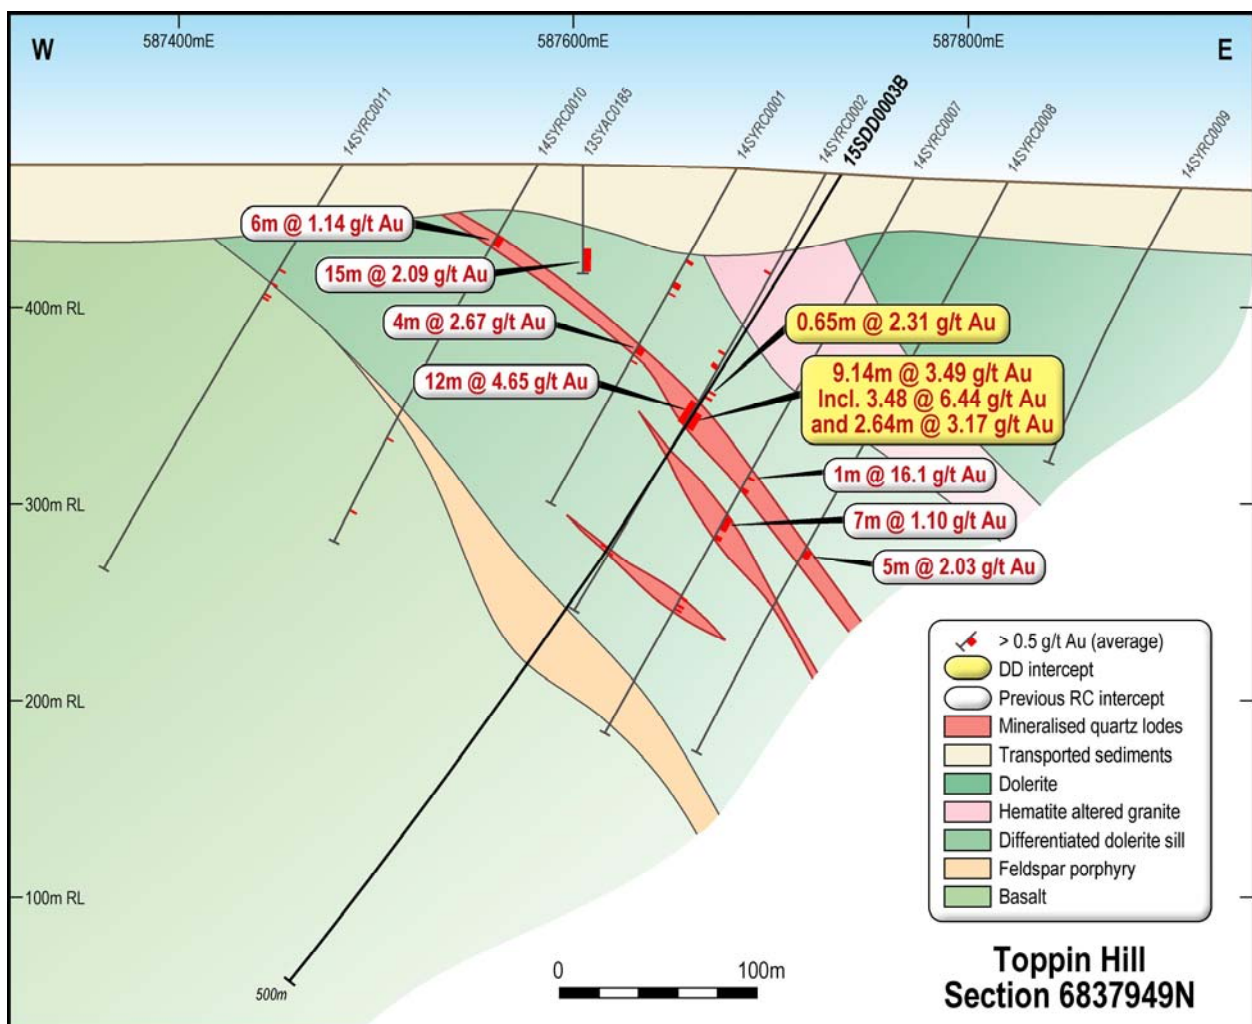 587400mE
587600mE
587800mE
W
E
14SYRC0011
14SYRC0010
13SYAC0185
14SYRC0001
14SYRC0002
15SDD0003B
14SYRC0007
14SYRC0008
14SYRC0009
6m @ 1.14 g/t Au
15m @ 2.09 g/t Au
400m RL
4m @ 2.67 g/t Au
0.65m @ 2.31 g/t Au
12m @ 4.65 g/t Au
9.14m @ 3.49 g/t Au
Incl. 3.48 @ 6.44 g/t Au
and 2.64m @ 3.17 g/t Au
1m @ 16.1 g/t Au
300m RL
7m @ 1.10 g/t Au
5m @ 2.03 g/t Au
> 0.5 g/t Au (average)
DD intercept
Previous RC intercept
Mineralised quartz lodes
Transported sediments
Dolerite
Hematite altered granite
Differentiated dolerite sill
Feldspar porphyry
Basalt
200m RL
100m RL
500m
0 100m
Toppin Hill
Section 6837949N